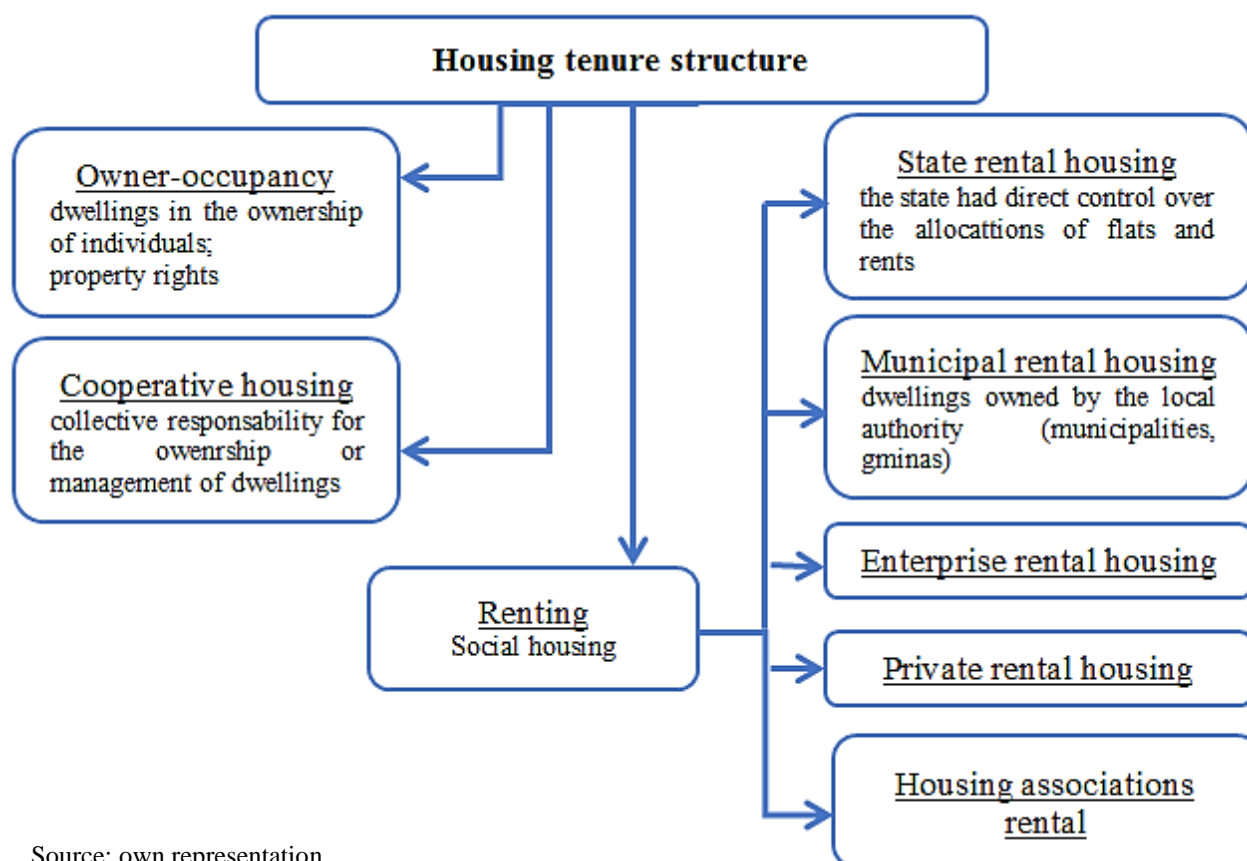 Housing tenure structure
Owner-occupancy
dwellings in the ownership
of individuals;
property rights
Cooperative housing
collective responsability for
the owenrship or
management of dwellings
Renting
Social housing
State rental housing
the state had direct control over
the allocattions of flats and
rents
Municipal rental housing
dwellings owned by the local
authority (municipalities,
gminas)
Enterprise rental housing
Private rental housing
Housing associations
rental
Source: own representation